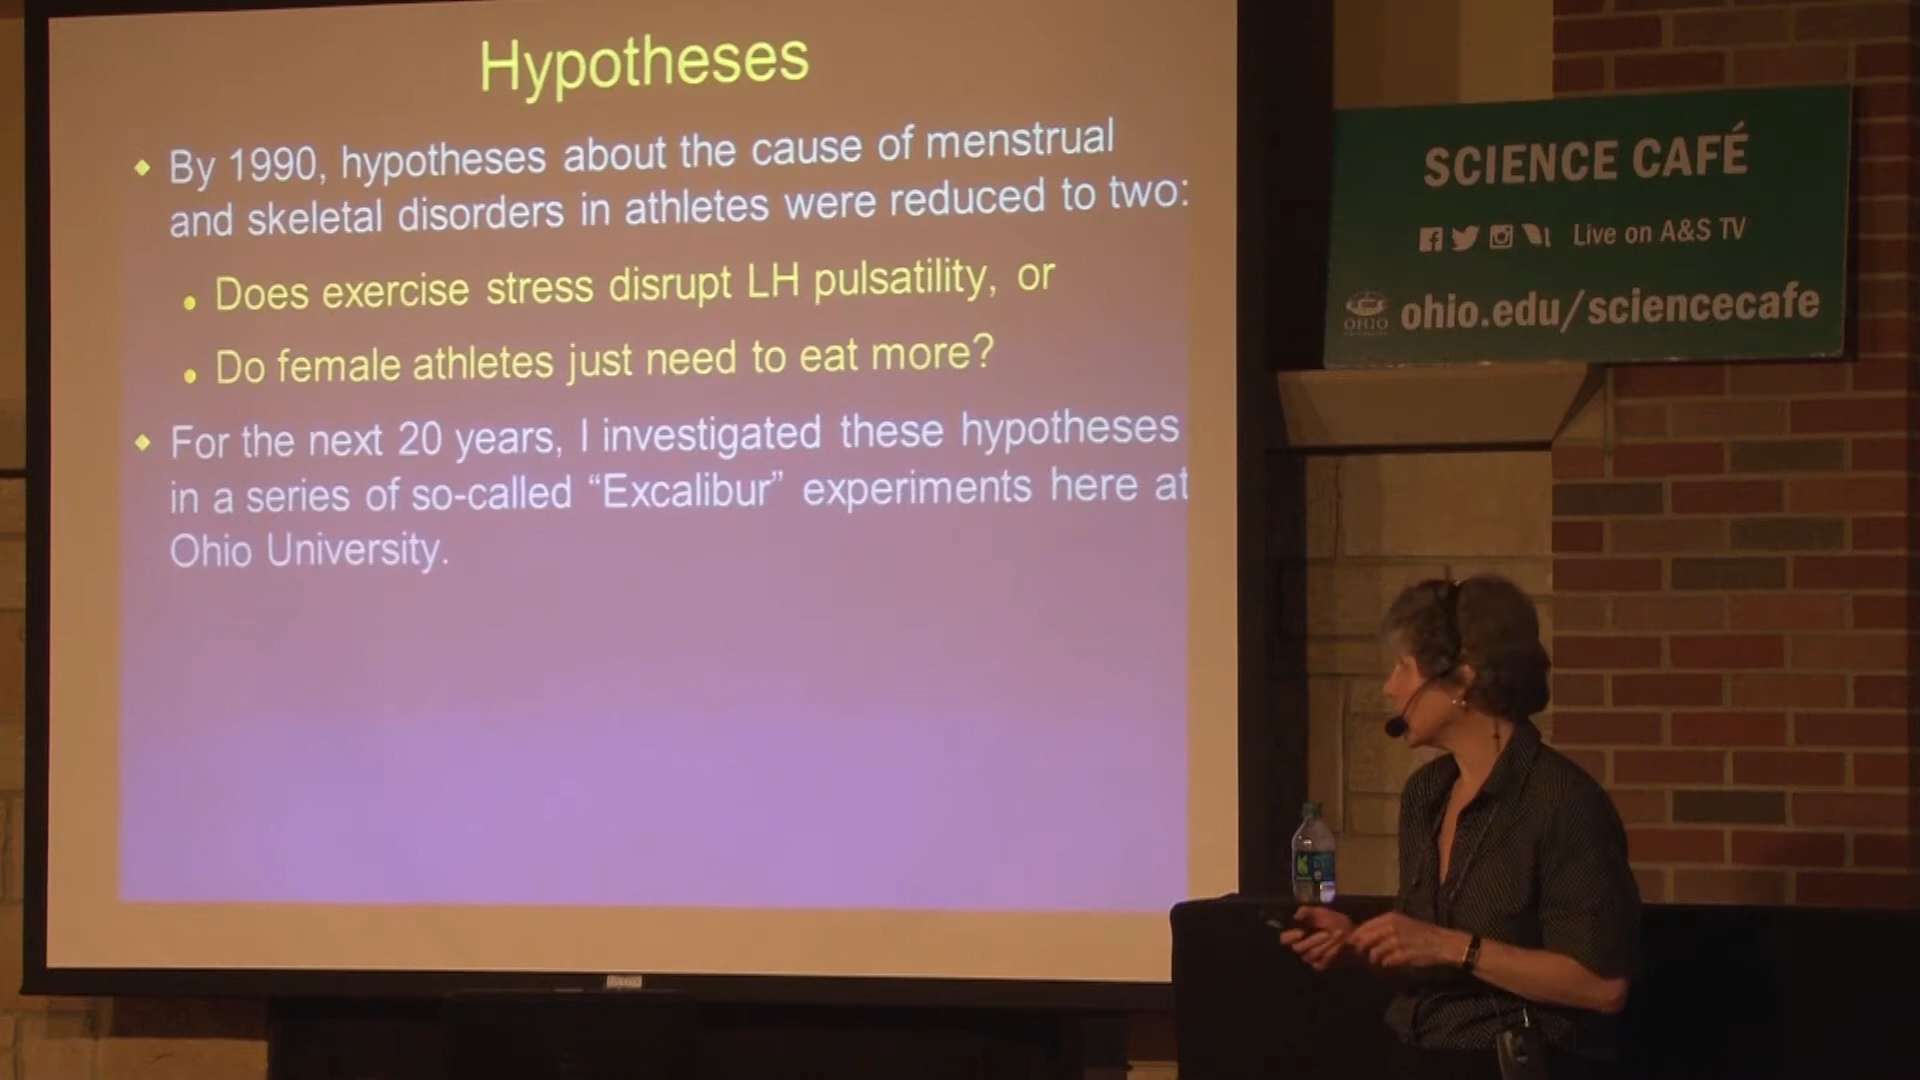 Hypotheses
By 1990, hypotheses about the cause of menstrual
and skeletal disorders in athletes were reduced to two:
Does exercise stress disrupt LH pulsatility, or
Do female athletes just need to eat more?
For the next 20 years, I investigated these hypotheses
in a series of so-called “Excalibur” experiments here at
Ohio University.
SCIENCE CAFÉ
Live on A&S TV
OHIO
ohio.edu/sciencecafe